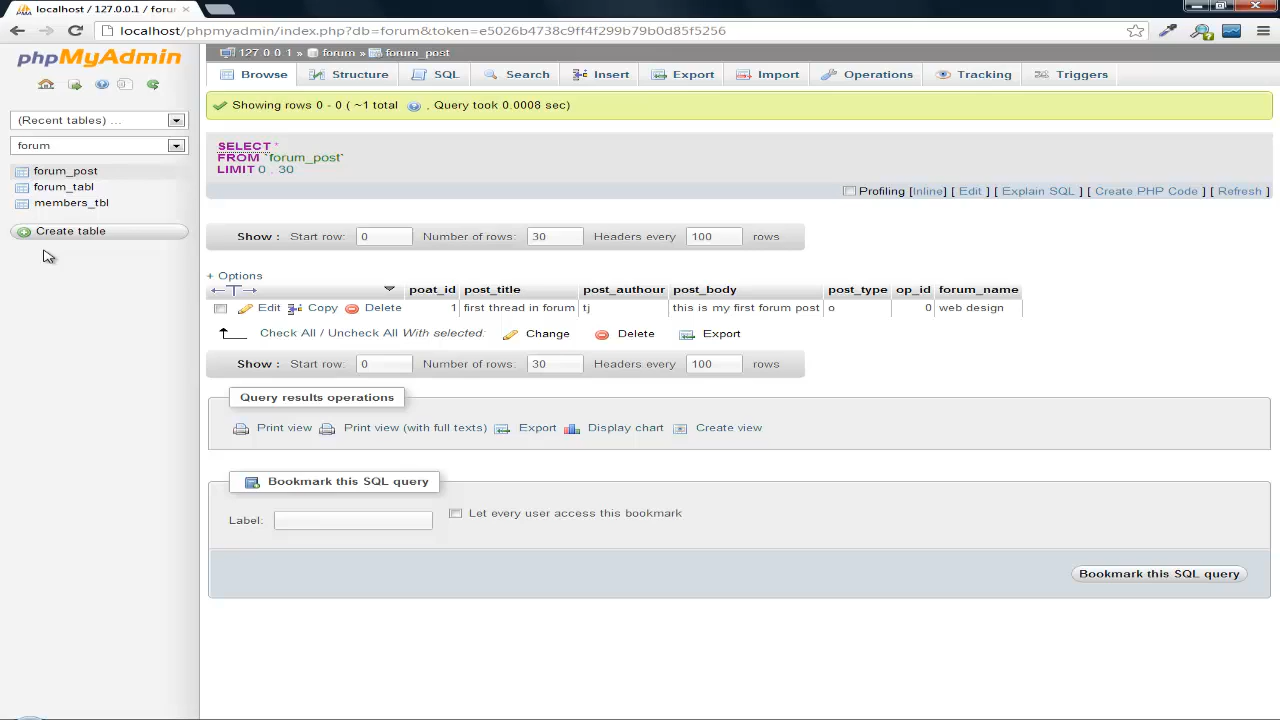 localhost / 127.0.0.1 / foru
localhost/phpmyadmin/index.php?db=forum&token=e5026b473889ff4f299b79b0d85f5256
phpMyAdmin
(Recent tables) ...
forum
forum_post
forum_tabl
members_tbl
Create table
127.0.0.1 » forum » forum_post
Browse Structure SQL Search Insert Export Import Operations Tracking Triggers
Showing rows 0 - 0 ( ~1 total , Query took 0.0008 sec)
SELECT *
FROM `forum_post`
LIMIT 0 , 30
Profiling [Inline] [ Edit ] [ Explain SQL ] [ Create PHP Code ] [ Refresh ]
Show : Start row: 0 Number of rows: 30 Headers every 100 rows
+ Options
poat_id post_title post_authour post_body post_type op_id forum_name
Edit Copy Delete 1 first thread in forum tj this is my first forum post o 0 web design
Check All / Uncheck All With selected: Change Delete Export
Show : Start row: 0 Number of rows: 30 Headers every 100 rows
Query results operations
Print view Print view (with full texts) Export Display chart Create view
Bookmark this SQL query
Label: Let every user access this bookmark
Bookmark this SQL query